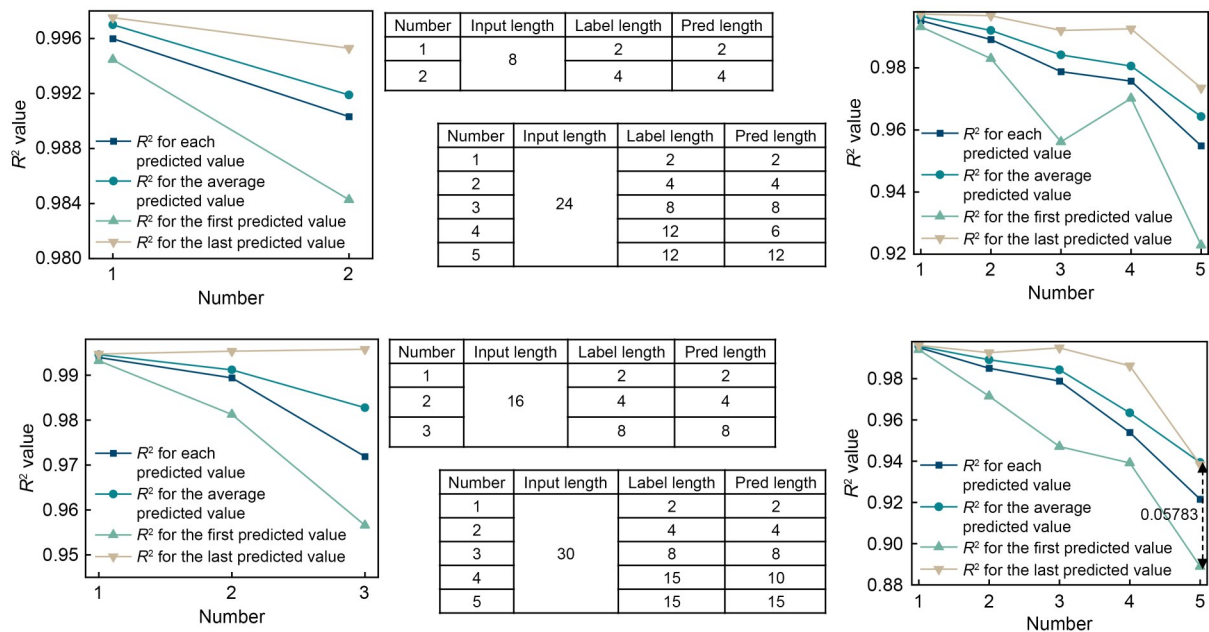 R² value
0.996
0.992
0.988
0.984
0.980
R² for each
predicted value
R² for the average
predicted value
R² for the first predicted value
R² for the last predicted value
1 2
Number
Number Input length Label length Pred length
1 8 2 2
2 4 4
Number Input length Label length Pred length
1 24 2 2
2 4 4
3 8 8
4 12 6
5 12 12
R² value
0.98
0.96
0.94
0.92
R² for each
predicted value
R² for the average
predicted value
R² for the first predicted value
R² for the last predicted value
1 2 3 4 5
Number
R² value
0.99
0.98
0.97
0.96
0.95
R² for each
predicted value
R² for the average
predicted value
R² for the first predicted value
R² for the last predicted value
1 2 3
Number
Number Input length Label length Pred length
1 16 2 2
2 4 4
3 8 8
Number Input length Label length Pred length
1 30 2 2
2 4 4
3 8 8
4 15 10
5 15 15
R² value
0.98
0.96
0.94
0.92
0.90
0.88
R² for each
predicted value
0.05783
R² for the average
predicted value
R² for the first predicted value
R² for the last predicted value
1 2 3 4 5
Number